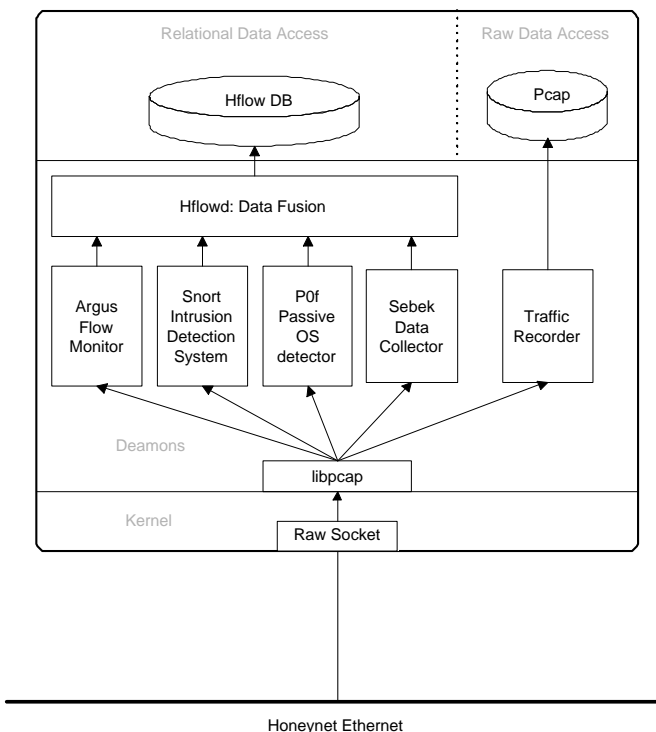 Relational Data Access
Raw Data Access
Hflow DB
Pcap
Hflowd: Data Fusion
Argus
Flow
Monitor
Snort
Intrusion
Detection
System
P0f
Passive
OS
detector
Sebek
Data
Collector
Traffic
Recorder
Deamons
libpcap
Kernel
Raw Socket
Honeynet Ethernet